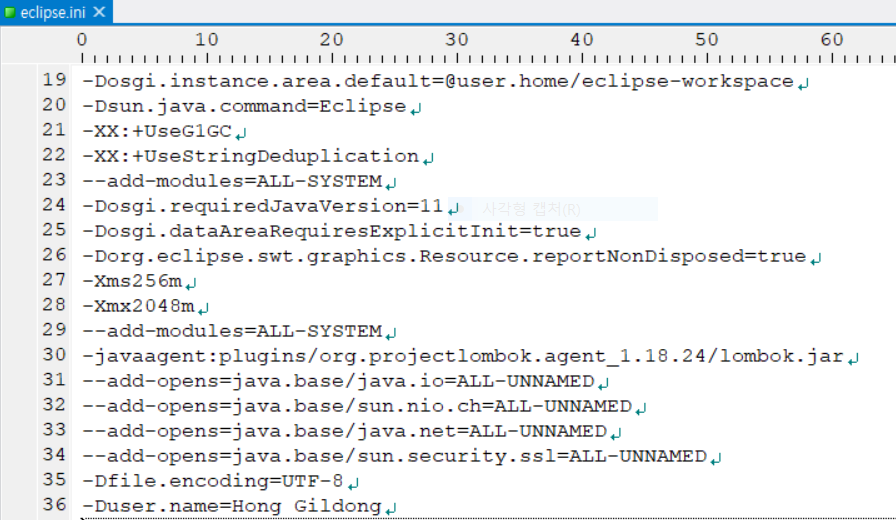 eclipse.ini
0 10 20 30 40 50 60
19 -Dosgi.instance.area.default=@user.home/eclipse-workspace
20 -Dsun.java.command=Eclipse
21 -XX:+UseG1GC
22 -XX:+UseStringDeduplication
23 --add-modules=ALL-SYSTEM
24 -Dosgi.requiredJavaVersion=11 사각형 캡처(R)
25 -Dosgi.dataAreaRequiresExplicitInit=true
26 -Dorg.eclipse.swt.graphics.Resource.reportNonDisposed=true
27 -Xms256m
28 -Xmx2048m
29 --add-modules=ALL-SYSTEM
30 -javaagent:plugins/org.projectlombok.agent_1.18.24/lombok.jar
31 --add-opens=java.base/java.io=ALL-UNNAMED
32 --add-opens=java.base/sun.nio.ch=ALL-UNNAMED
33 --add-opens=java.base/java.net=ALL-UNNAMED
34 --add-opens=java.base/sun.security.ssl=ALL-UNNAMED
35 -Dfile.encoding=UTF-8
36 -Duser.name=Hong Gildong